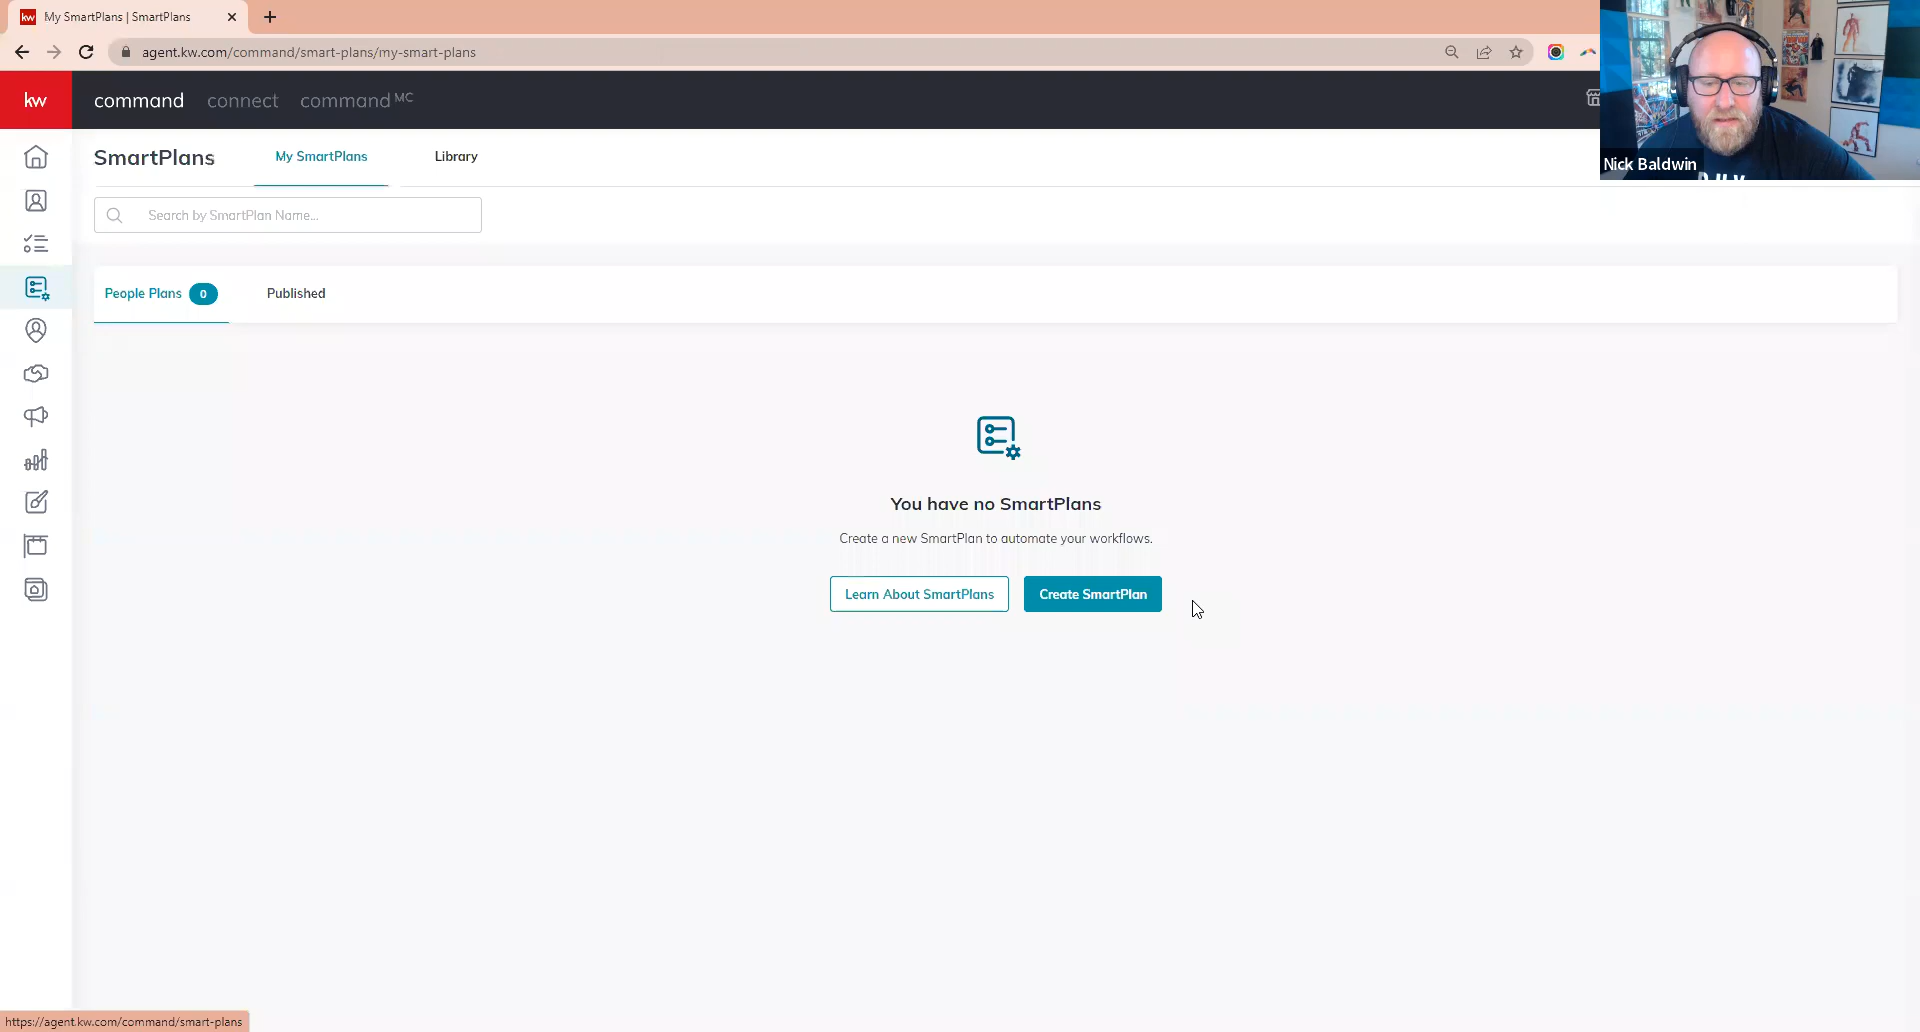 My SmartPlans | SmartPlans
agent.kw.com/command/smart-plans/my-smart-plans
kw command connect command MC
SmartPlans My SmartPlans Library
Nick Baldwin
Search by SmartPlan Name...
People Plans 0 Published
You have no SmartPlans
Create a new SmartPlan to automate your workflows.
Learn About SmartPlans Create SmartPlan
https://agent.kw.com/command/smart-plans